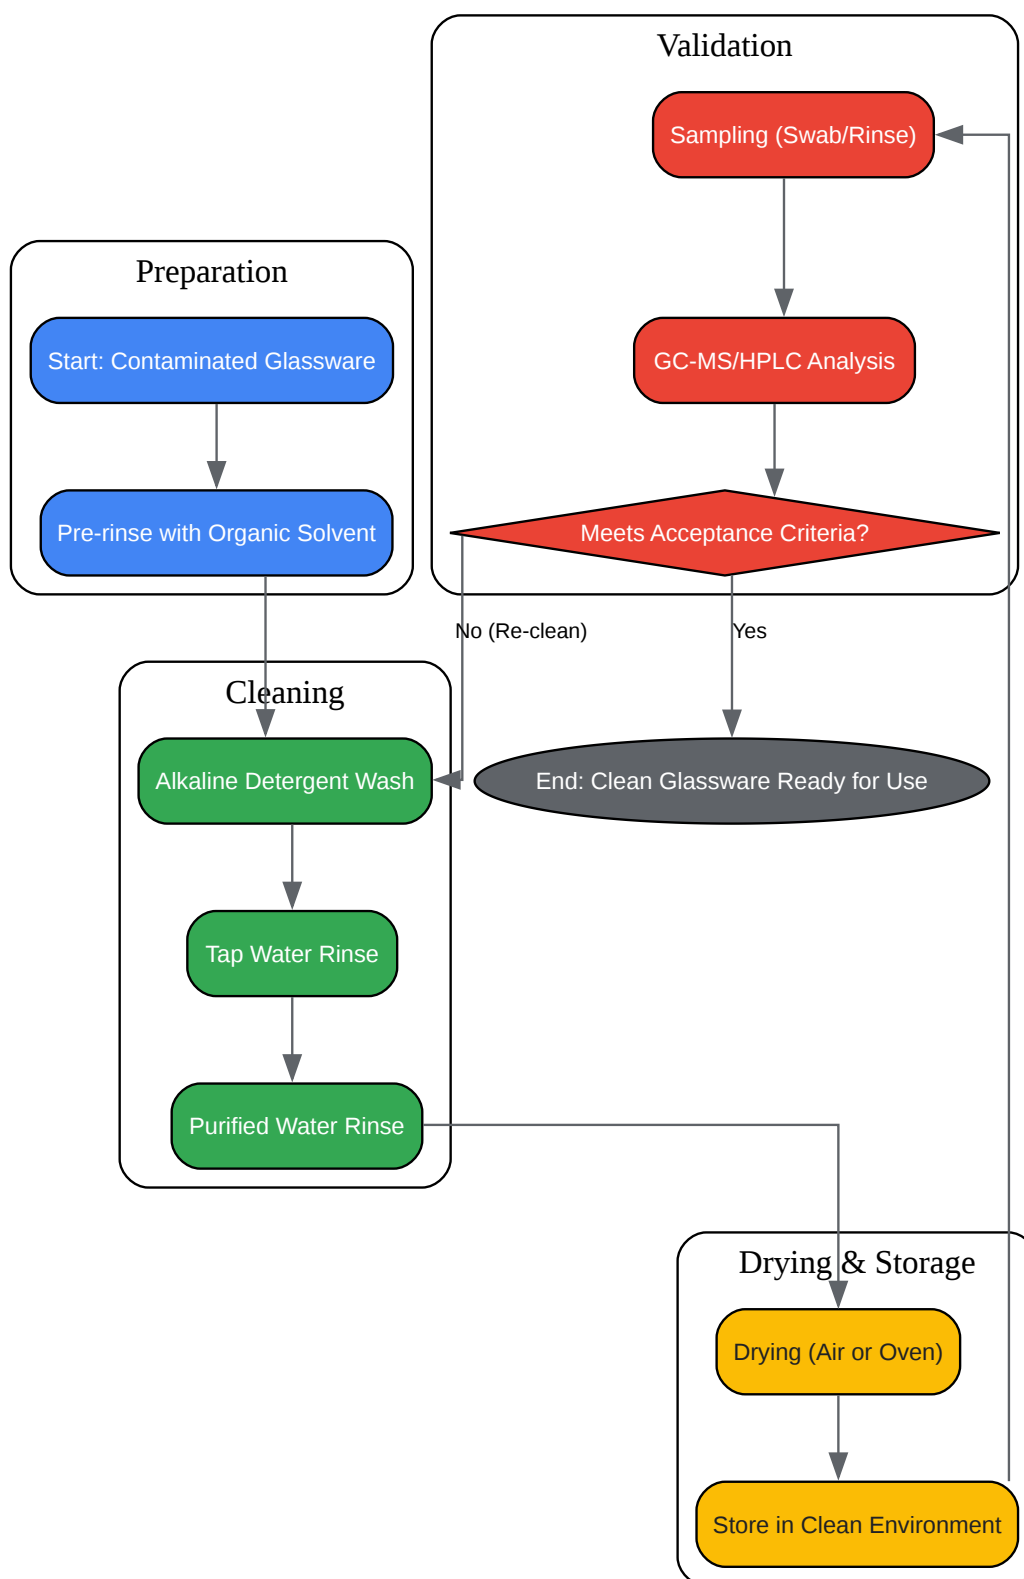 Validation
Sampling (Swab/Rinse)
Preparation
Start: Contaminated Glassware
GC-MS/HPLC Analysis
Pre-rinse with Organic Solvent
Meets Acceptance Criteria?
No (Re-clean)
Yes
Cleaning
Alkaline Detergent Wash
End: Clean Glassware Ready for Use
Tap Water Rinse
Purified Water Rinse
Drying & Storage
Drying (Air or Oven)
Store in Clean Environment